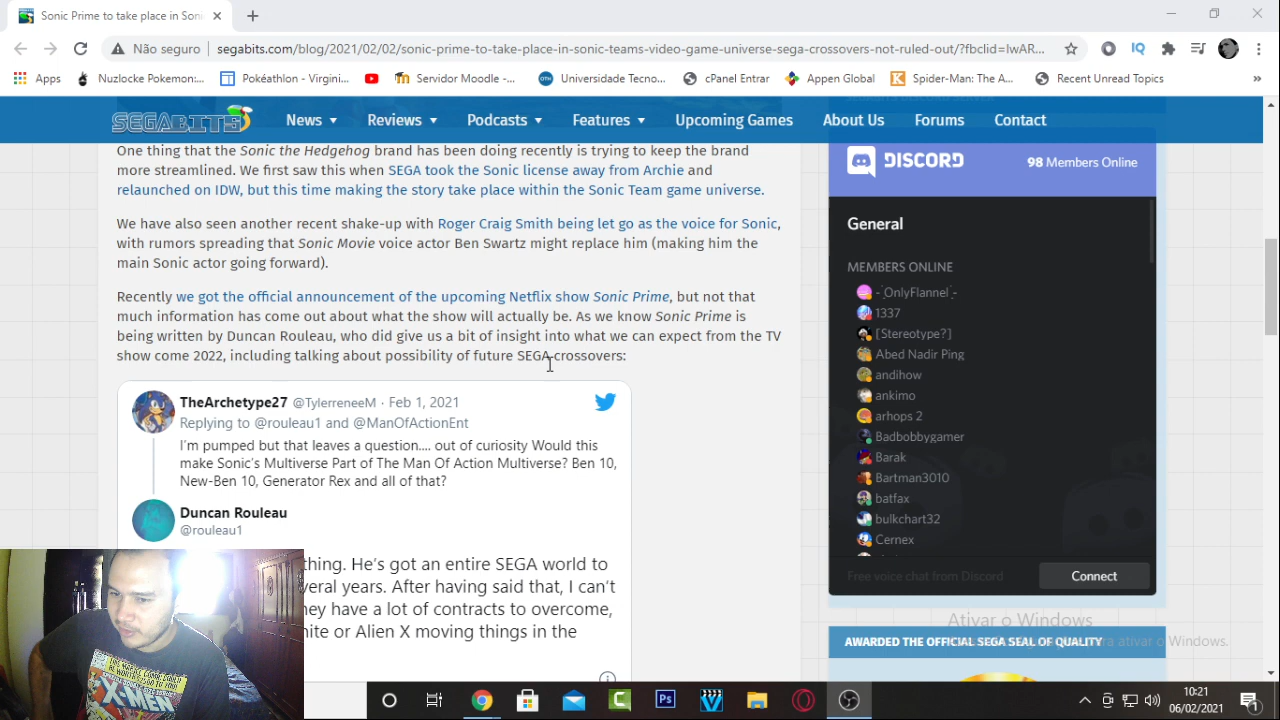 Sonic Prime to take place in Soni
Não seguro
segabits.com/blog/2021/02/02/sonic-prime-to-take-place-in-sonic-teams-video-game-universe-sega-crossovers-not-ruled-out/?fbclid=IwAR...
IQ
Apps
Nuzlocke Pokemon:...
Pokéathlon - Virgini...
Servidor Moodle -...
Universidade Tecno...
cPanel Entrar
Appen Global
Spider-Man: The A...
Recent Unread Topics
»
SEGABITS
News
Reviews
Podcasts
Features
Upcoming Games
About Us
Forums
Contact
One thing that the Sonic the Hedgehog brand has been doing recently is trying to keep the brand
more streamlined. We first saw this when SEGA took the Sonic license away from Archie and
relaunched on IDW, but this time making the story take place within the Sonic Team game universe.
We have also seen another recent shake-up with Roger Craig Smith being let go as the voice for Sonic,
with rumors spreading that Sonic Movie voice actor Ben Swartz might replace him (making him the
main Sonic actor going forward).
Recently we got the official announcement of the upcoming Netflix show Sonic Prime, but not that
much information has come out about what the show will actually be. As we know Sonic Prime is
being written by Duncan Rouleau, who did give us a bit of insight into what we can expect from the TV
show come 2022, including talking about possibility of future SEGA crossovers:
TheArchetype27 @TylerreneeM · Feb 1, 2021
Replying to @rouleau1 and @ManOfActionEnt
I'm pumped but that leaves a question.... out of curiosity Would this
make Sonic's Multiverse Part of The Man Of Action Multiverse? Ben 10,
New-Ben 10, Generator Rex and all of that?
Duncan Rouleau
@rouleau1
thing. He's got an entire SEGA world to
veral years. After having said that, I can't
hey have a lot of contracts to overcome,
nite or Alien X moving things in the
DISCORD
98 Members Online
General
MEMBERS ONLINE
- ֳOnlyFlannel ֳ-
1337
[Stereotype?]
Abed Nadir Ping
andihow
ankimo
arhops 2
Badbobbygamer
Barak
Bartman3010
batfax
bulkchart32
Cernex
Free voice chat from Discord
Connect
Ativar o Windows
para ativar o Windows.
AWARDED THE OFFICIAL SEGA SEAL OF QUALITY
X-MEN
Ps
10:21
06/02/2021
1